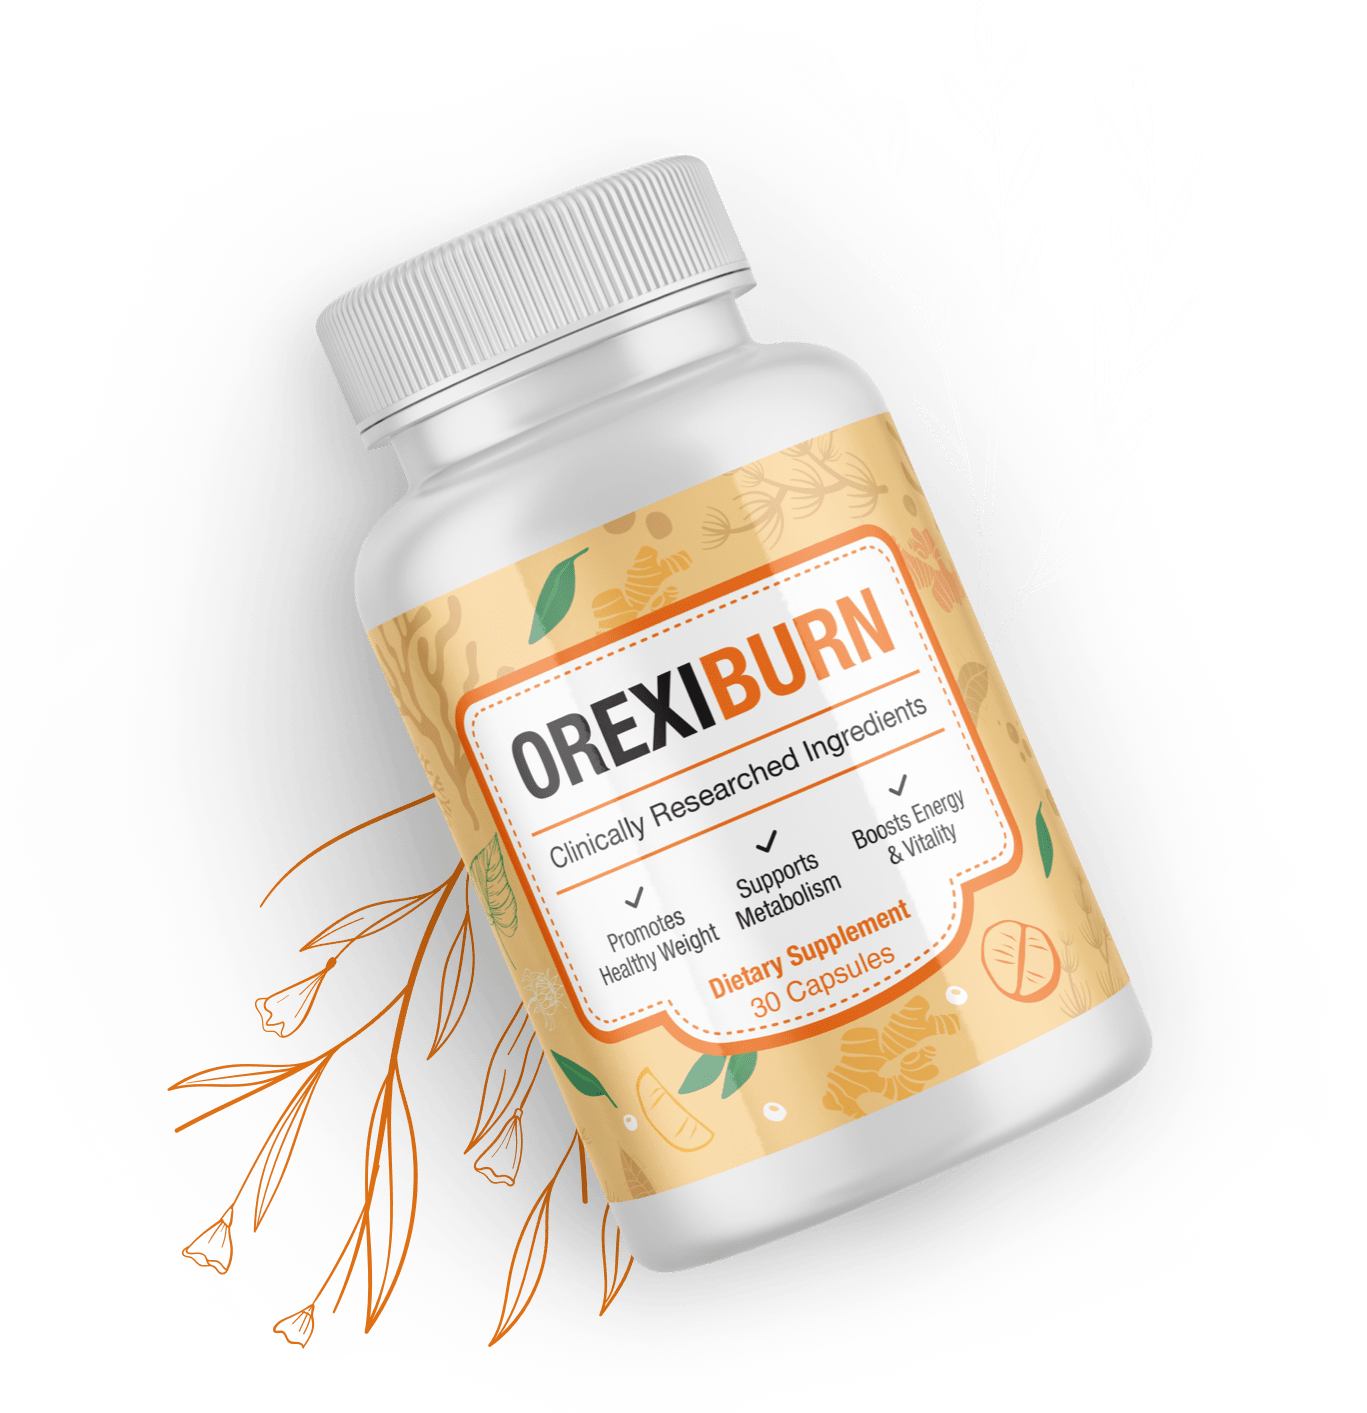 OREXIBURN
Clinically Researched Ingredients
Promotes
Healthy Weight
Supports
Metabolism
Boosts Energy
& Vitality
Dietary Supplement
30 Capsules